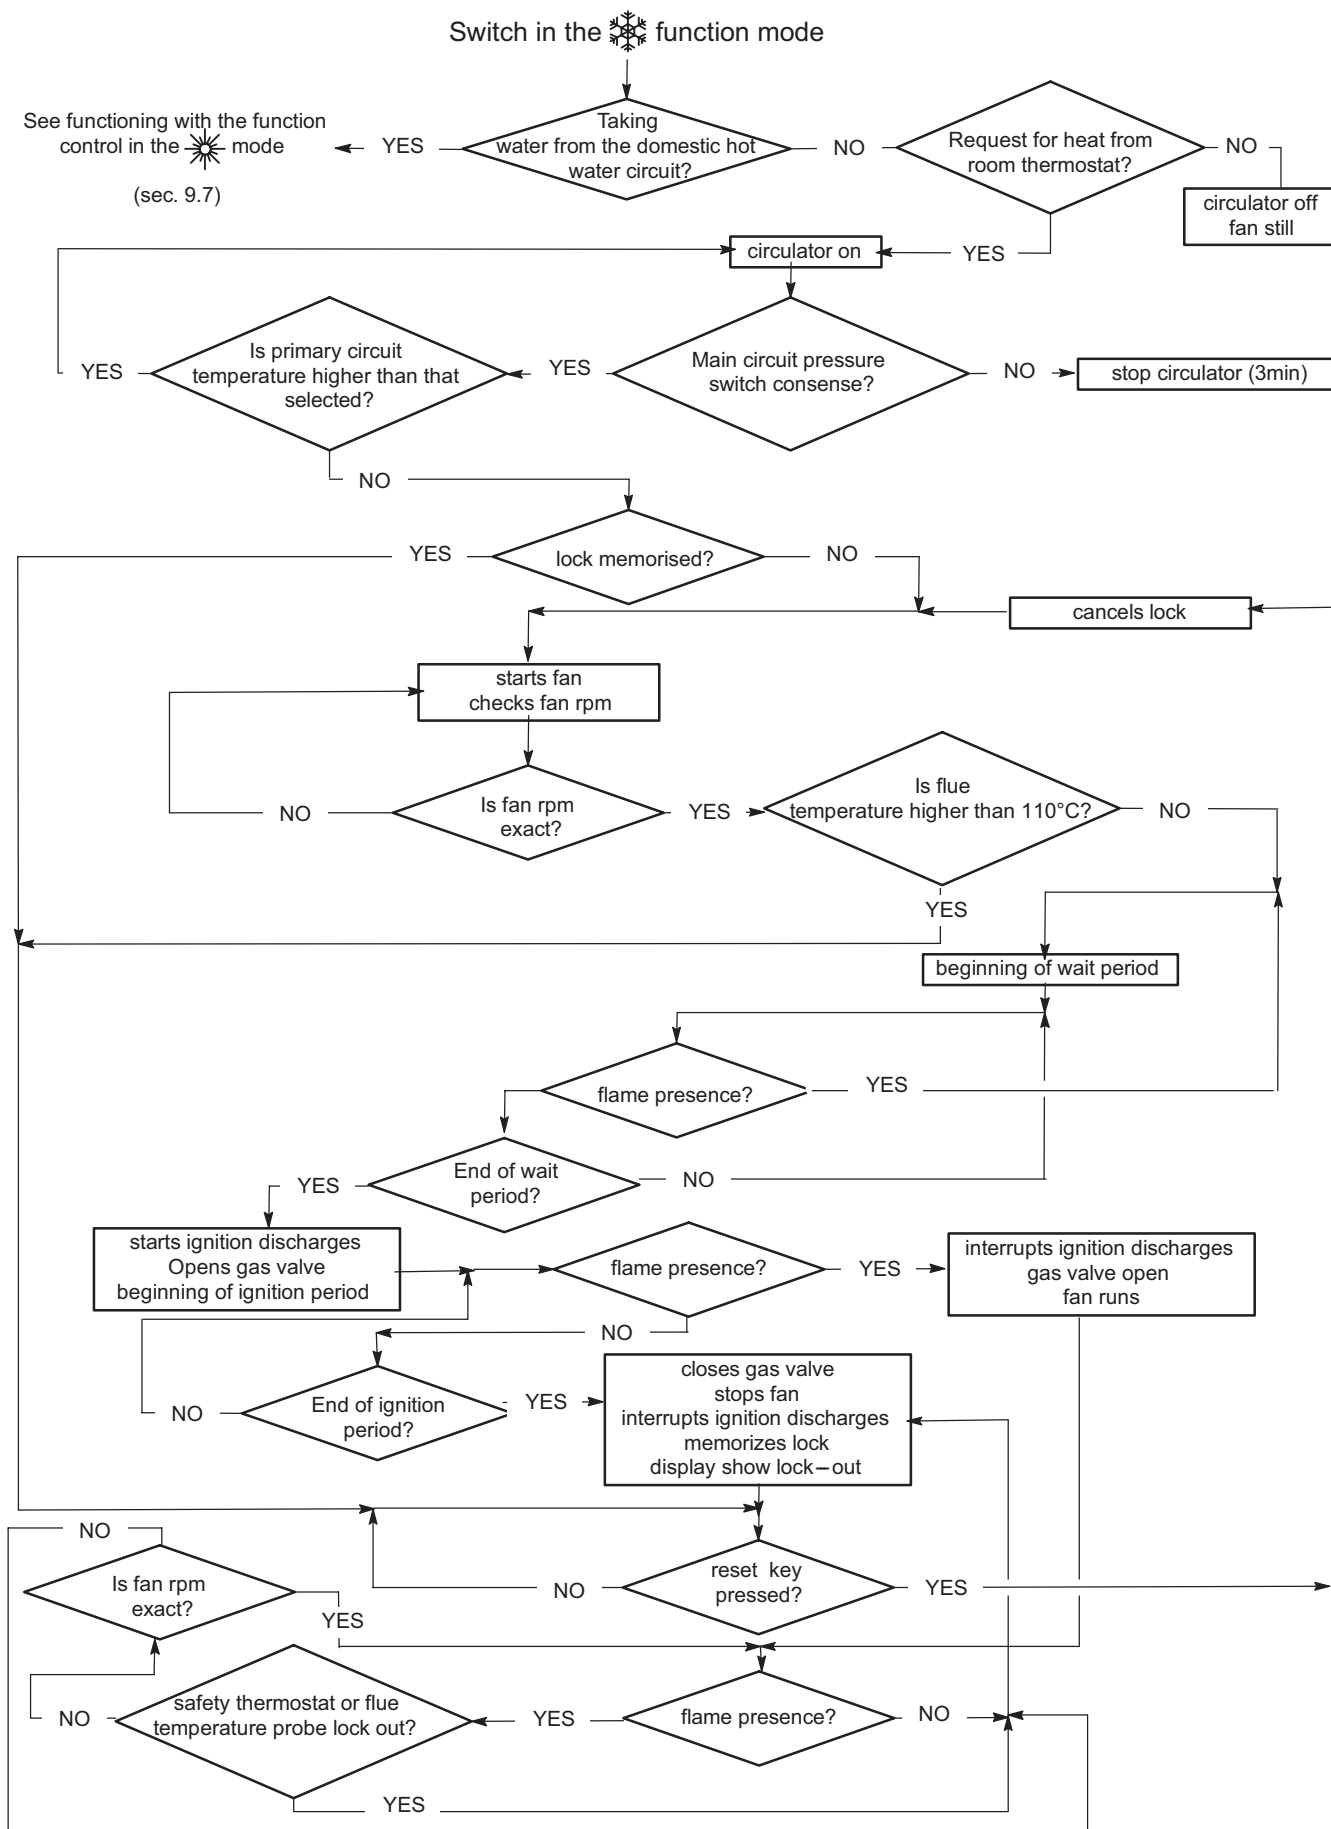 Switch in the function mode
Taking
water from the domestic hot
water circuit?
YES
See functioning with the function
control in the mode
(sec. 9.7)
NO
Request for heat from
room thermostat?
NO
circulator off
fan still
YES
circulator on
Main circuit pressure
switch consense?
NO
stop circulator (3min)
YES
Is primary circuit
temperature higher than that
selected?
YES
NO
lock memorised?
YES
NO
cancels lock
starts fan
checks fan rpm
Is fan rpm
exact?
NO
YES
Is flue
temperature higher than 110°C?
NO
YES
beginning of wait period
flame presence?
YES
End of wait
period?
YES
NO
starts ignition discharges
Opens gas valve
beginning of ignition period
flame presence?
YES
interrupts ignition discharges
gas valve open
fan runs
NO
End of ignition
period?
NO
YES
closes gas valve
stops fan
interrupts ignition discharges
memorizes lock
display show lock-out
NO
Is fan rpm
exact?
YES
reset key
pressed?
NO
YES
flame presence?
YES
NO
safety thermostat or flue
temperature probe lock out?
NO
YES